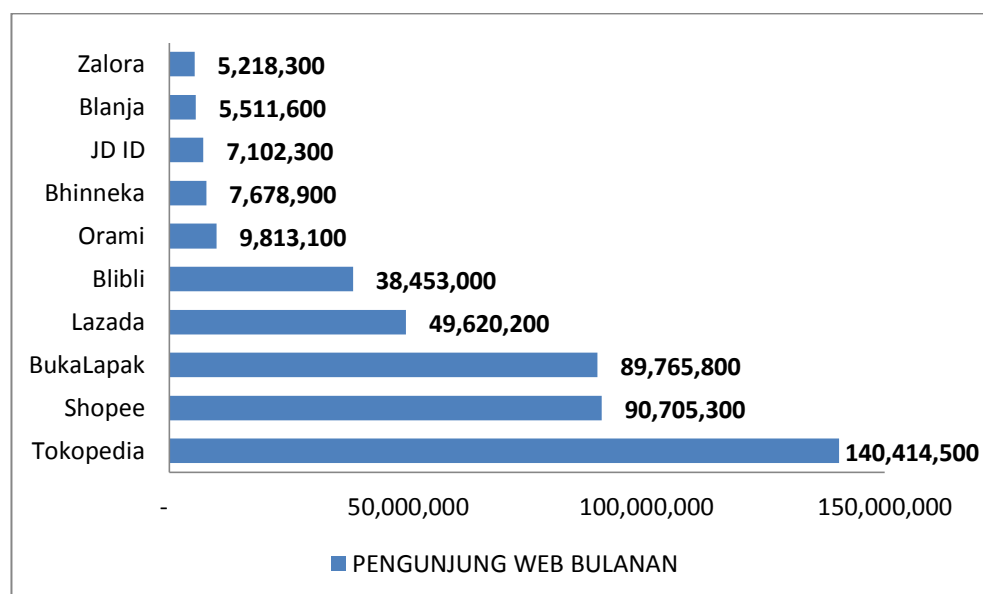 Zalora 5,218,300
Blanja 5,511,600
JD ID 7,102,300
Bhinneka 7,678,900
Orami 9,813,100
Blibli 38,453,000
Lazada 49,620,200
BukaLapak 89,765,800
Shopee 90,705,300
Tokopedia 140,414,500
- 50,000,000 100,000,000 150,000,000
PENGUNJUNG WEB BULANAN